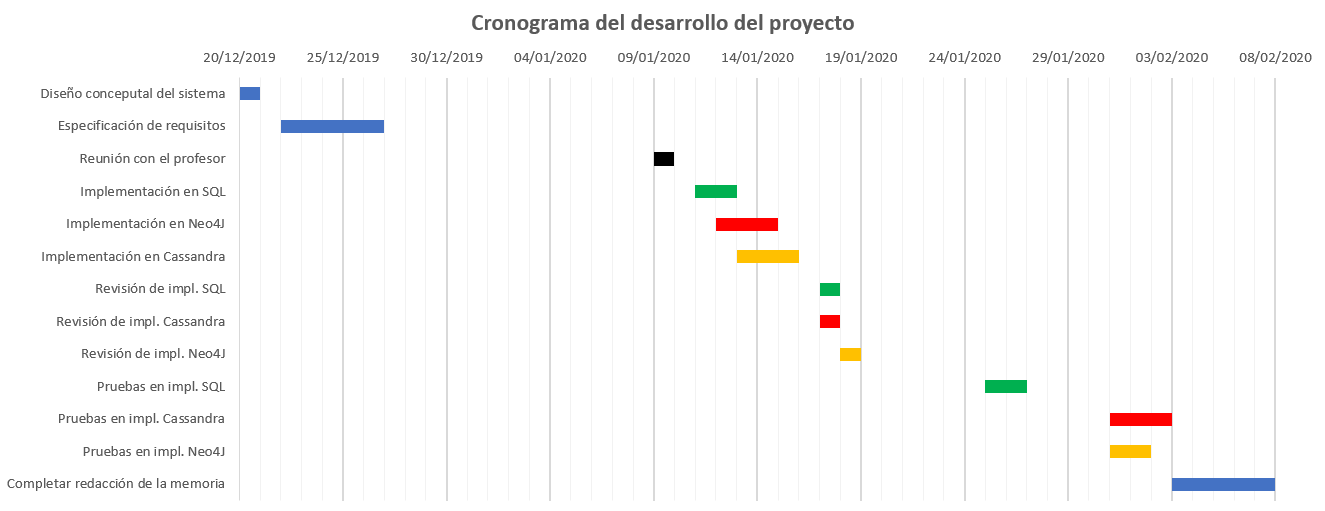 Cronograma del desarrollo del proyecto
20/12/2019 25/12/2019 30/12/2019 04/01/2020 09/01/2020 14/01/2020 19/01/2020 24/01/2020 29/01/2020 03/02/2020 08/02/2020
Diseño conceputal del sistema
Especificación de requisitos
Reunión con el profesor
Implementación en SQL
Implementación en Neo4J
Implementación en Cassandra
Revisión de impl. SQL
Revisión de impl. Cassandra
Revisión de impl. Neo4J
Pruebas en impl. SQL
Pruebas en impl. Cassandra
Pruebas en impl. Neo4J
Completar redacción de la memoria